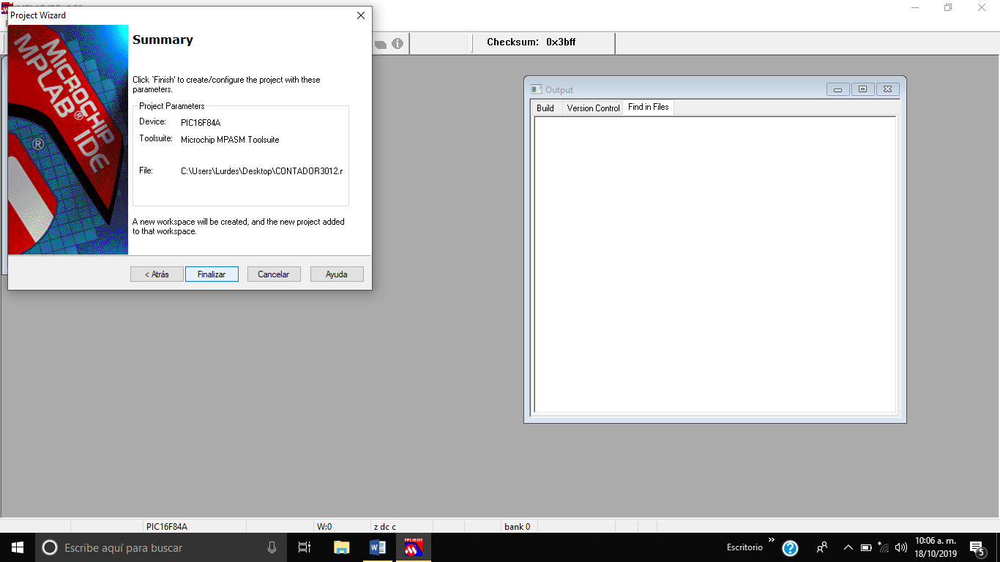 Project Wizard
Summary
Checksum: 0x3bff
MICROCHIP
MPLAB® IDE
®
Click `Finish' to create/configure the project with these
parameters.
Project Parameters
Device: PIC16F84A
Toolsuite: Microchip MPASM Toolsuite
File: C:\Users\Lurdes\Desktop\CONTADOR3012.r
A new workspace will be created, and the new project added
to that workspace.
< Atrás Finalizar Cancelar Ayuda
Output
Build Version Control Find in Files
PIC16F84A W:0 z dc c bank 0
Escribe aquí para buscar
MPLAB IDE
Escritorio
10:06 a. m.
18/10/2019
5